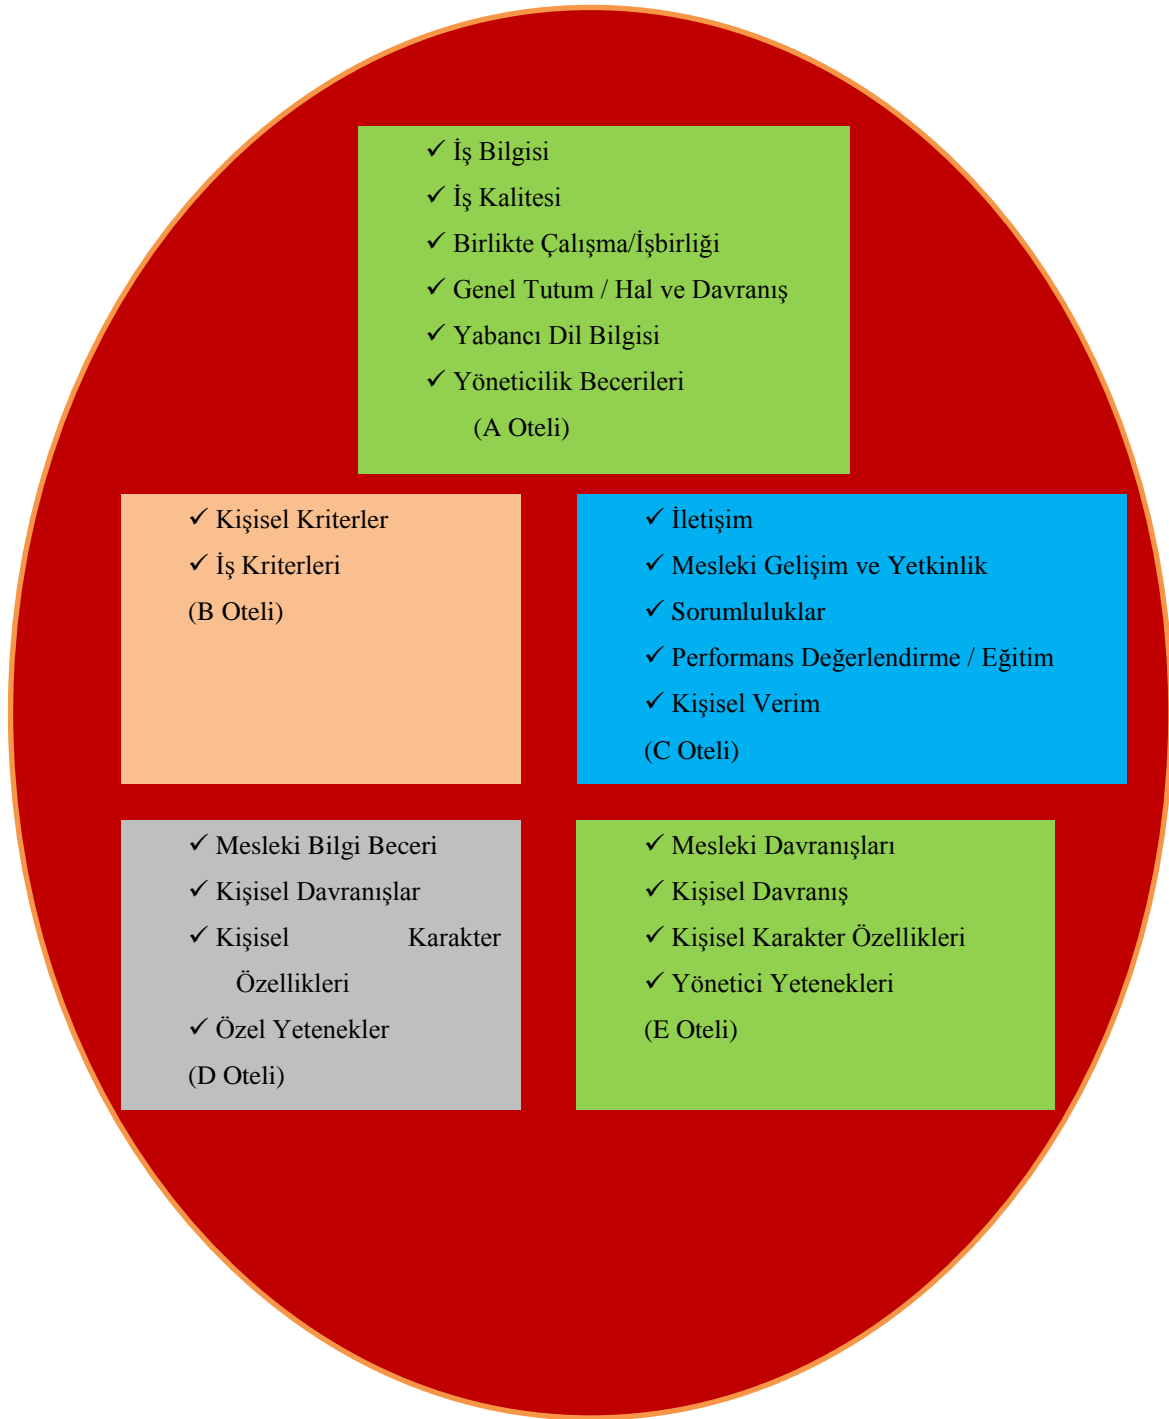 ✓ İş Bilgisi
✓ İş Kalitesi
✓ Birlikte Çalışma/İşbirliği
✓ Genel Tutum / Hal ve Davranış
✓ Yabancı Dil Bilgisi
✓ Yöneticilik Becerileri
(A Oteli)
✓ Kişisel Kriterler
✓ İş Kriterleri
(B Oteli)
✓ İletişim
✓ Mesleki Gelişim ve Yetkinlik
✓ Sorumluluklar
✓ Performans Değerlendirme / Eğitim
✓ Kişisel Verim
(C Oteli)
✓ Mesleki Bilgi Beceri
✓ Kişisel Davranışlar
✓ Kişisel Karakter
Özellikleri
✓ Özel Yetenekler
(D Oteli)
✓ Mesleki Davranışları
✓ Kişisel Davranış
✓ Kişisel Karakter Özellikleri
✓ Yönetici Yetenekleri
(E Oteli)